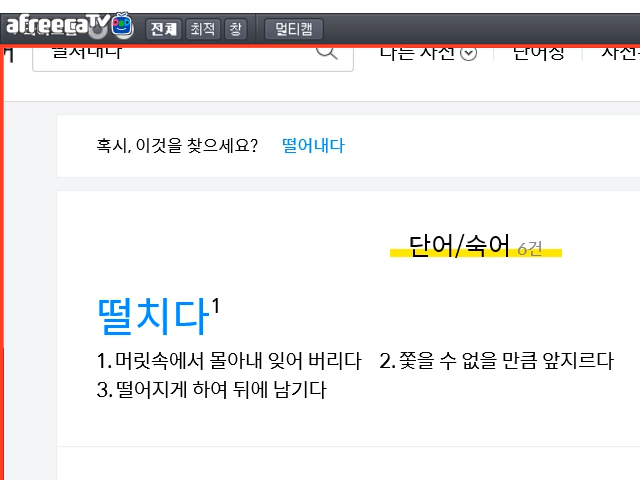 afreecaTV 전체 최적 창 멀티캠
떨쳐내다 다른 사전 단어장
혹시, 이것을 찾으세요? 떨어내다
단어/숙어 6건
떨치다1
1. 머릿속에서 몰아내 잊어 버리다 2. 쫓을 수 없을 만큼 앞지르다
3. 떨어지게 하여 뒤에 남기다